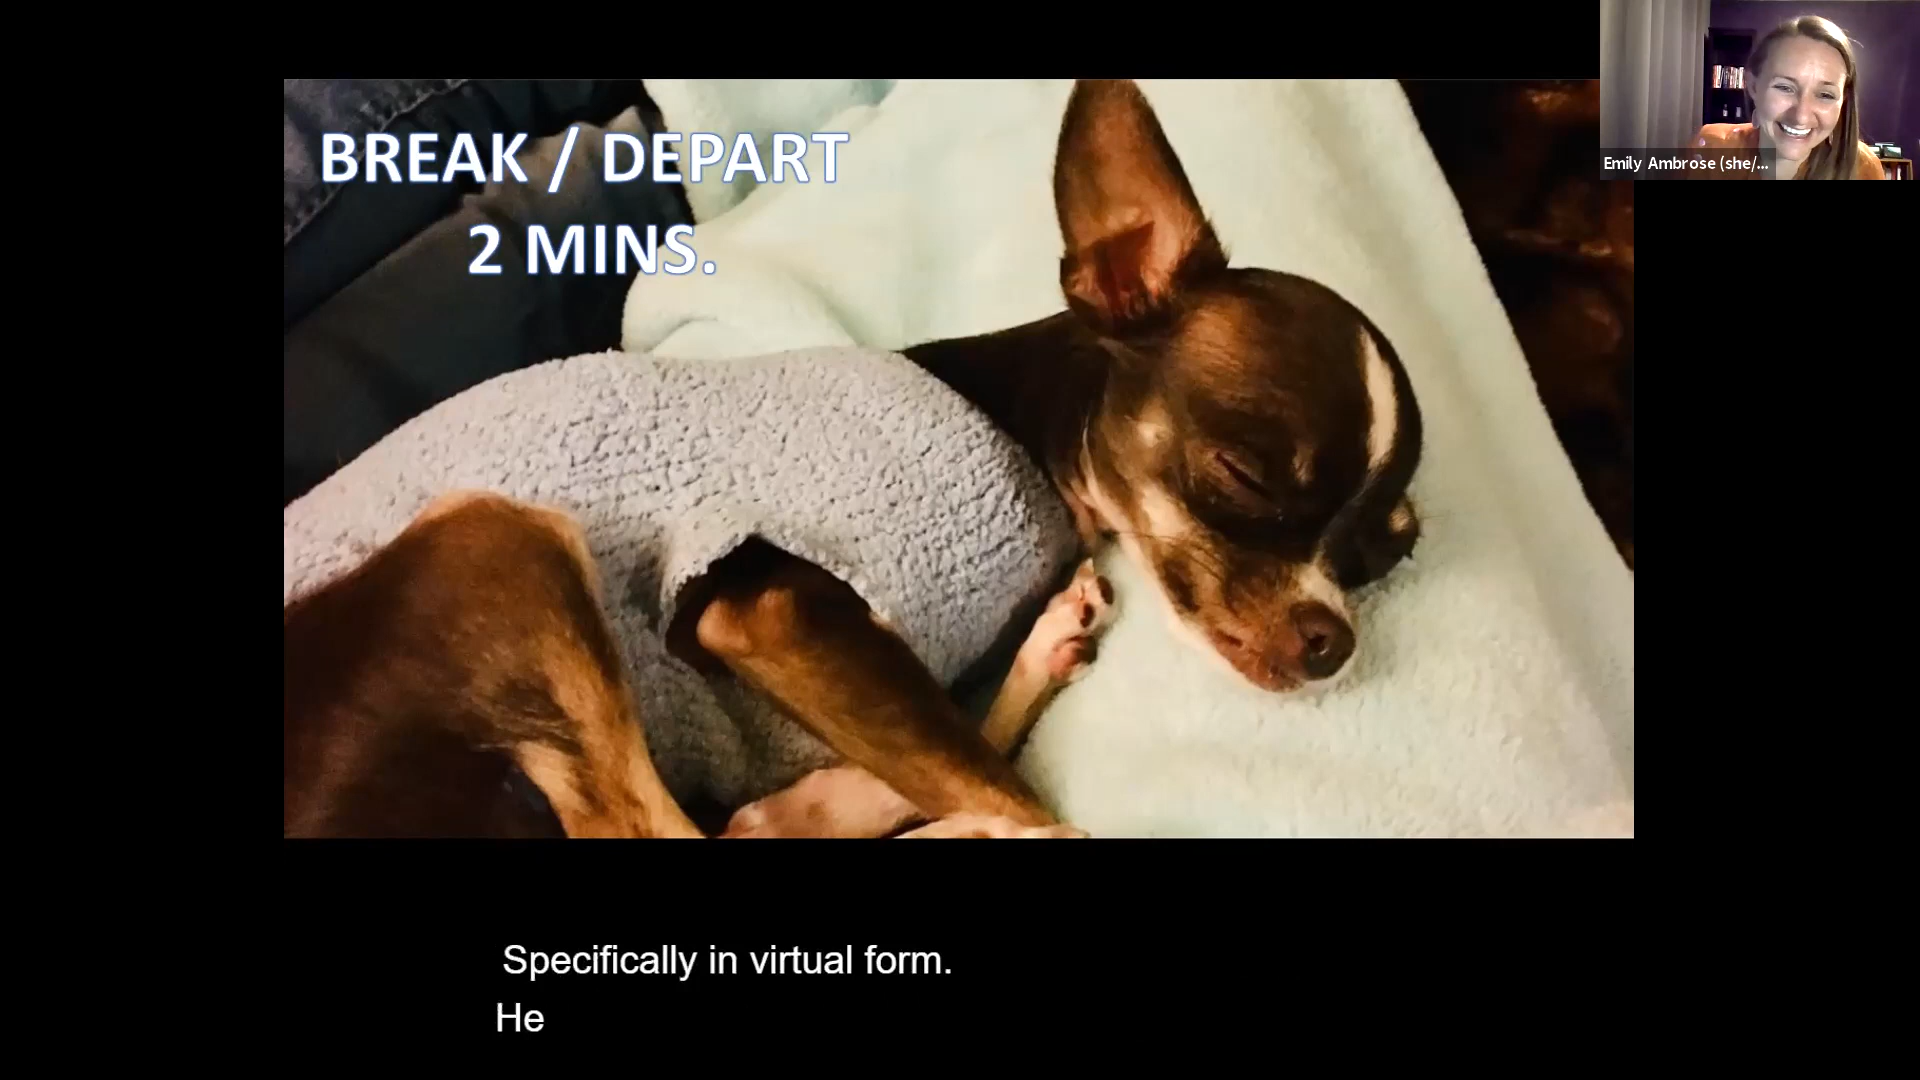 BREAK / DEPART
2 MINS.
Emily Ambrose (she/...
Specifically in virtual form.
He